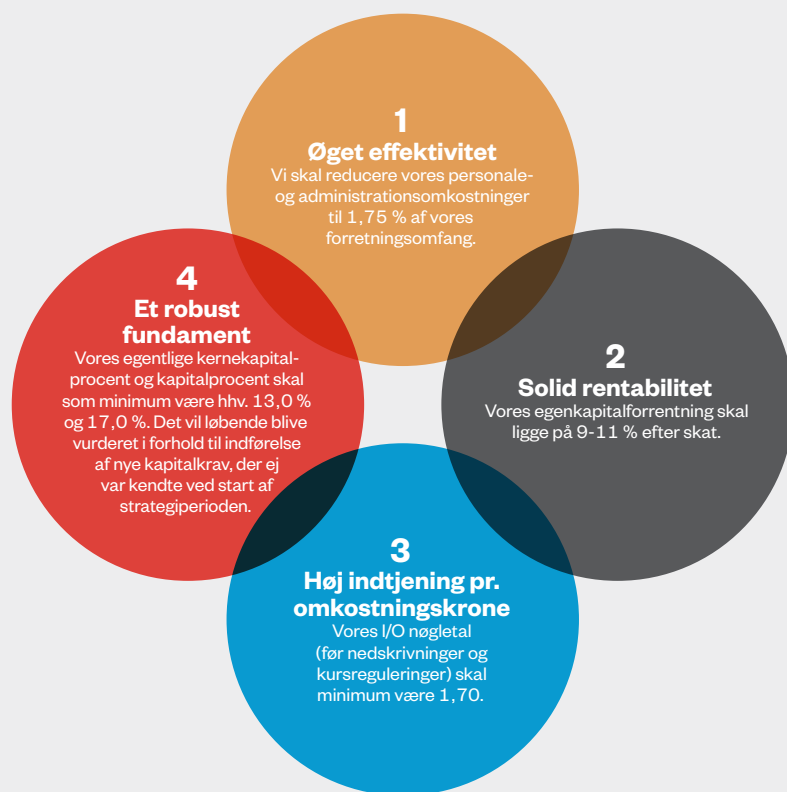 1
Øget effektivitet
Vi skal reducere vores personale-
og administrationsomkostninger
til 1,75 % af vores
forretningsomfang.
2
Solid rentabilitet
Vores egenkapitalforrentning skal
ligge på 9-11 % efter skat.
3
Høj indtjening pr.
omkostningskrone
Vores I/O nøgletal
(før nedskrivninger og
kursreguleringer) skal
minimum være 1,70.
4
Et robust
fundament
Vores egentlige kernekapital-
procent og kapitalprocent skal
som minimum være hhv. 13,0 %
og 17,0 %. Det vil løbende blive
vurderet i forhold til indførelse
af nye kapitalkrav, der ej
var kendte ved start af
strategiperioden.